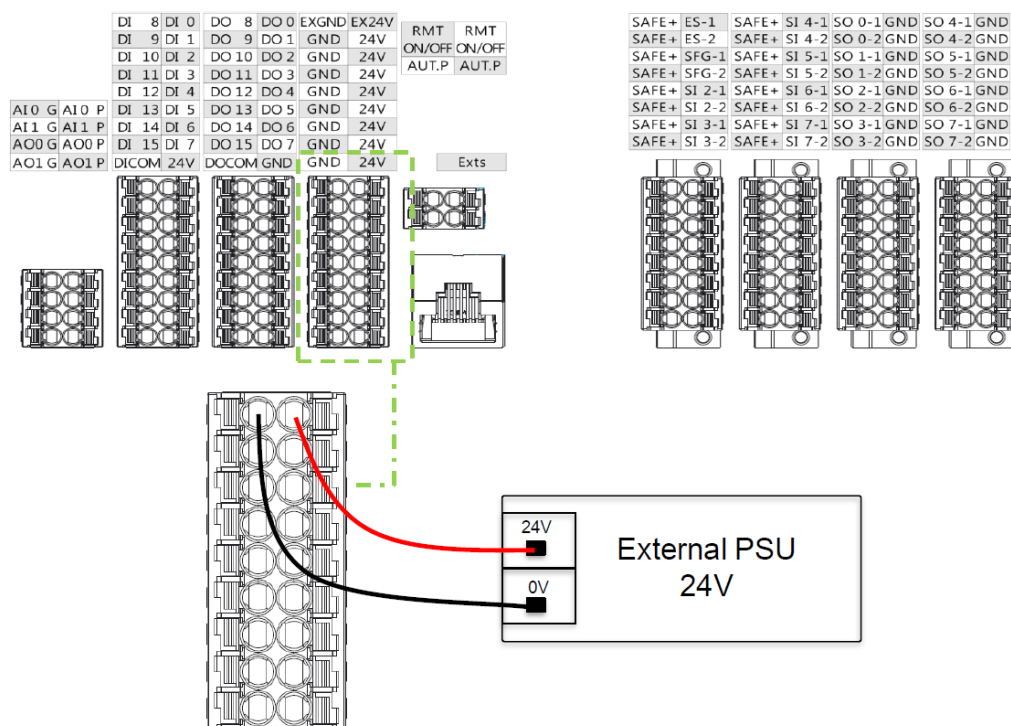 DI 8 DI 0 DO 8 DO 0 EXGND EX24V
DI 9 DI 1 DO 9 DO 1 GND 24V
DI 10 DI 2 DO 10 DO 2 GND 24V
DI 11 DI 3 DO 11 DO 3 GND 24V
DI 12 DI 4 DO 12 DO 4 GND 24V
AI0 G AI0 P DI 13 DI 5 DO 13 DO 5 GND 24V
AI1 G AI1 P DI 14 DI 6 DO 14 DO 6 GND 24V
AO0 G AO0 P DI 15 DI 7 DO 15 DO 7 GND 24V
AO1 G AO1 P DICOM 24V DOCOM GND GND 24V
RMT RMT
ON/OFF ON/OFF
AUT.P AUT.P
Exts
SAFE+ ES-1 SAFE+ SI 4-1 SO 0-1 GND SO 4-1 GND
SAFE+ ES-2 SAFE+ SI 4-2 SO 0-2 GND SO 4-2 GND
SAFE+ SFG-1 SAFE+ SI 5-1 SO 1-1 GND SO 5-1 GND
SAFE+ SFG-2 SAFE+ SI 5-2 SO 1-2 GND SO 5-2 GND
SAFE+ SI 2-1 SAFE+ SI 6-1 SO 2-1 GND SO 6-1 GND
SAFE+ SI 2-2 SAFE+ SI 6-2 SO 2-2 GND SO 6-2 GND
SAFE+ SI 3-1 SAFE+ SI 7-1 SO 3-1 GND SO 7-1 GND
SAFE+ SI 3-2 SAFE+ SI 7-2 SO 3-2 GND SO 7-2 GND
24V
0V
External PSU
24V